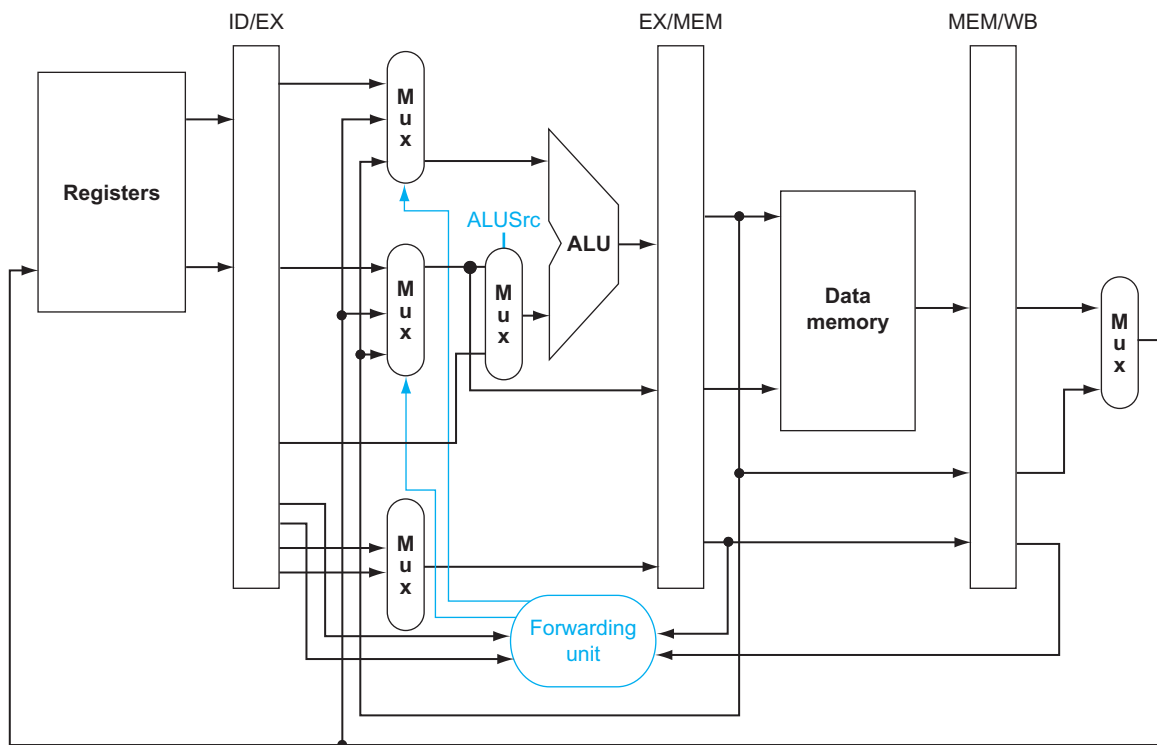 ID/EX
EX/MEM
MEM/WB
M
u
x
Registers
ALUSrc
ALU
M
u
x
M
u
x
Data
memory
M
u
x
M
u
x
Forwarding
unit